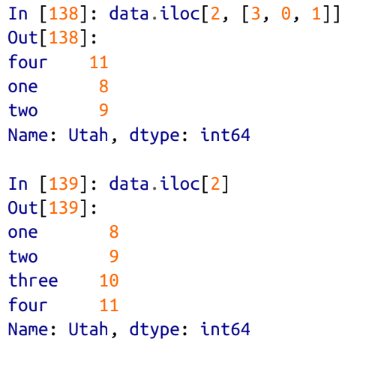 In [138]: data.iloc[2, [3, 0, 1]]
Out[138]:
four    11
one      8
two      9
Name: Utah, dtype: int64

In [139]: data.iloc[2]
Out[139]:
one       8
two       9
three    10
four     11
Name: Utah, dtype: int64